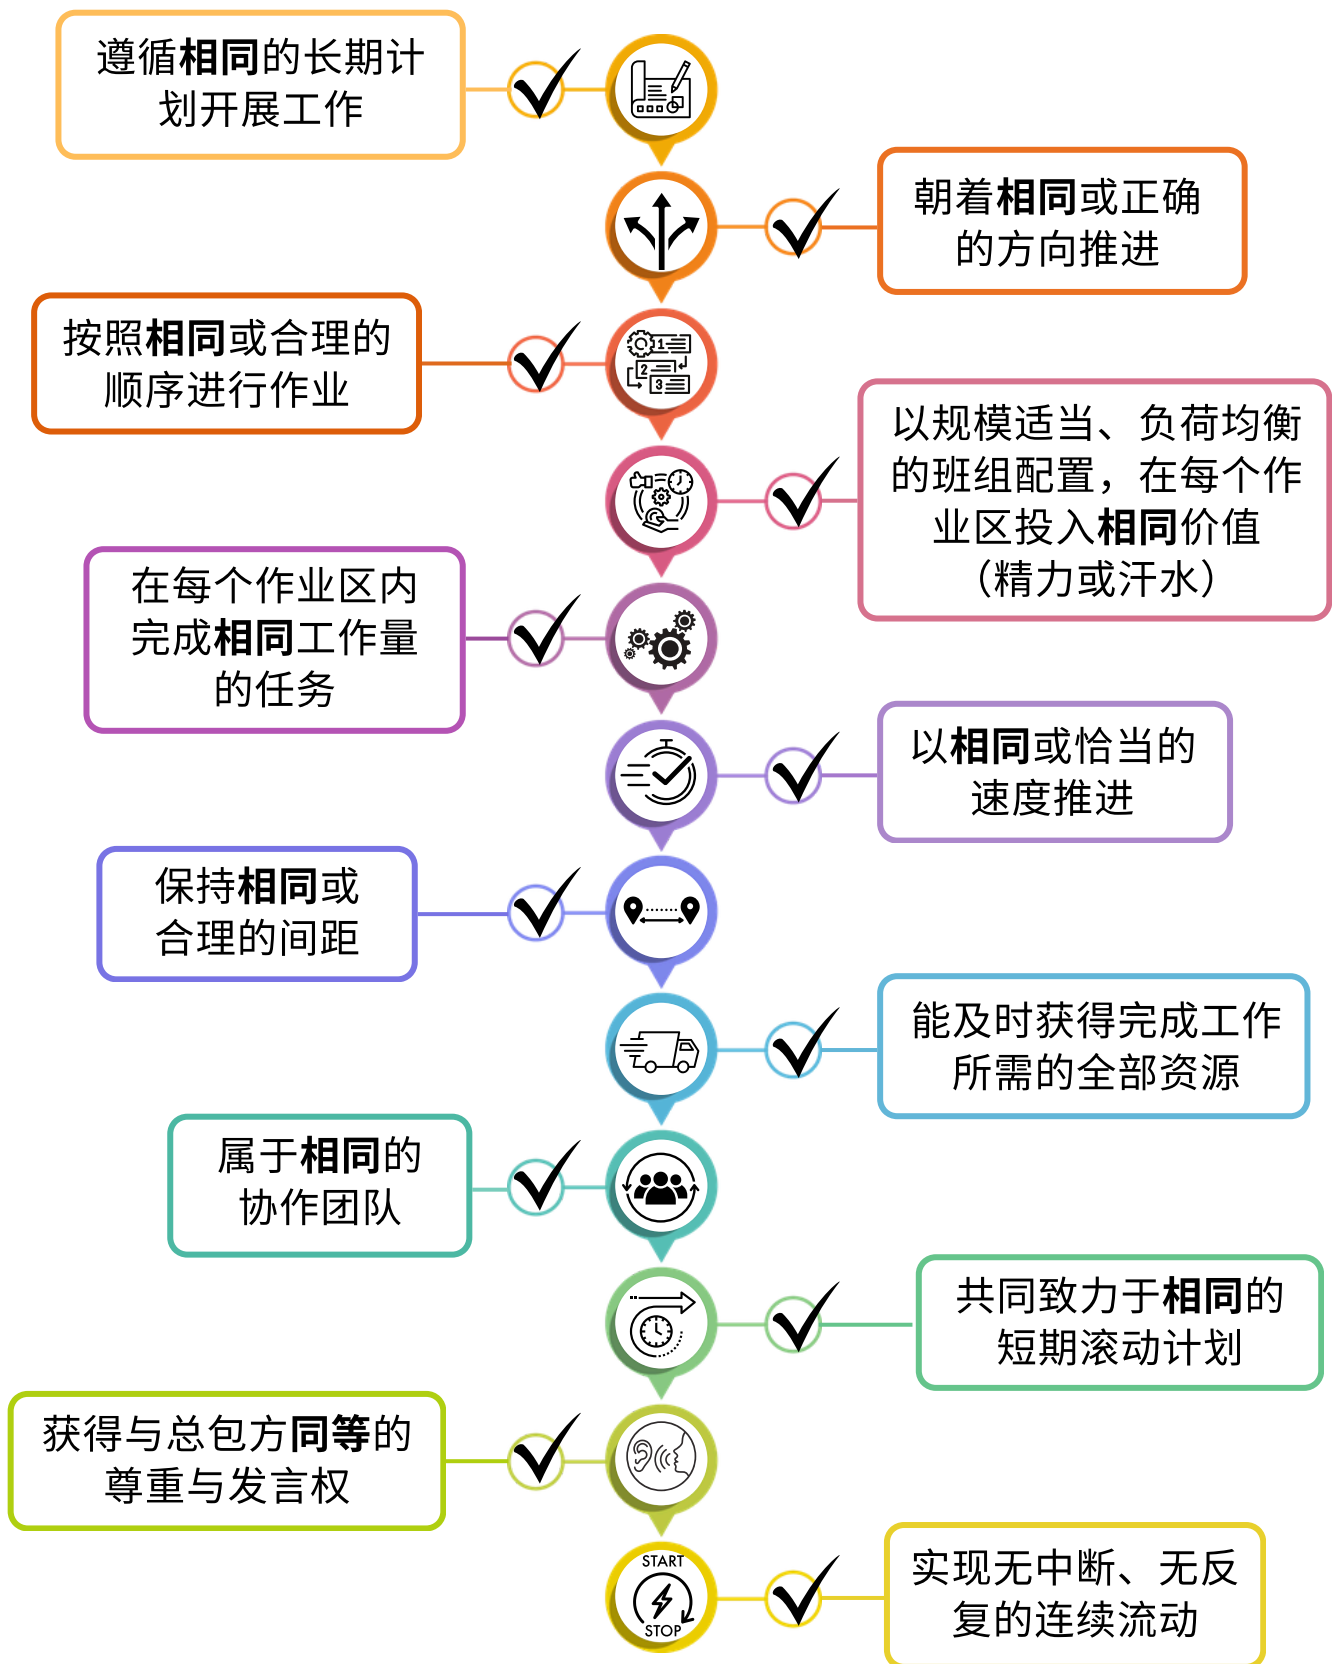 遵循相同的长期计
划开展工作
朝着相同或正确
的方向推进
按照相同或合理的
顺序进行作业
1
2
3
以规模适当、负荷均衡
的班组配置，在每个作
业区投入相同价值
（精力或汗水）
在每个作业区内
完成相同工作量
的任务
以相同或恰当的
速度推进
保持相同或
合理的间距
能及时获得完成工作
所需的全部资源
属于相同的
协作团队
共同致力于相同的
短期滚动计划
获得与总包方同等的
尊重与发言权
START
STOP
实现无中断、无反
复的连续流动